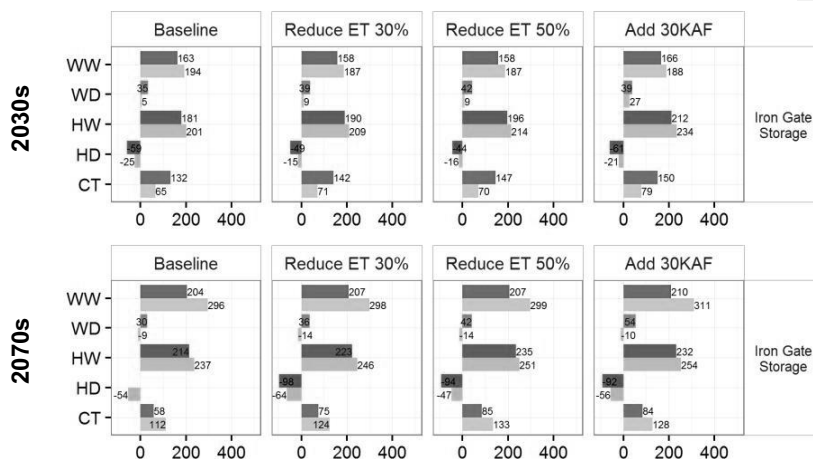 Baseline Reduce ET 30% Reduce ET 50% Add 30KAF
2030s
WW 163 158 158 166
194 187 187 188
WD 35 39 42 39
5 9 9 27
HW 181 190 196 212
201 209 214 234
HD -59 -49 -44 -61
-25 -15 -16 -21
CT 132 142 147 150
65 71 70 79
Iron Gate
Storage
0 200 400 0 200 400 0 200 400 0 200 400
Baseline Reduce ET 30% Reduce ET 50% Add 30KAF
2070s
WW 204 207 207 210
296 298 299 311
WD 30 36 42 54
-9 -14 -14 -10
HW 214 223 235 232
237 246 251 254
HD -98 -94 -92
-54 -64 -47 -56
CT 58 75 85 84
112 124 133 128
Iron Gate
Storage
0 200 400 0 200 400 0 200 400 0 200 400